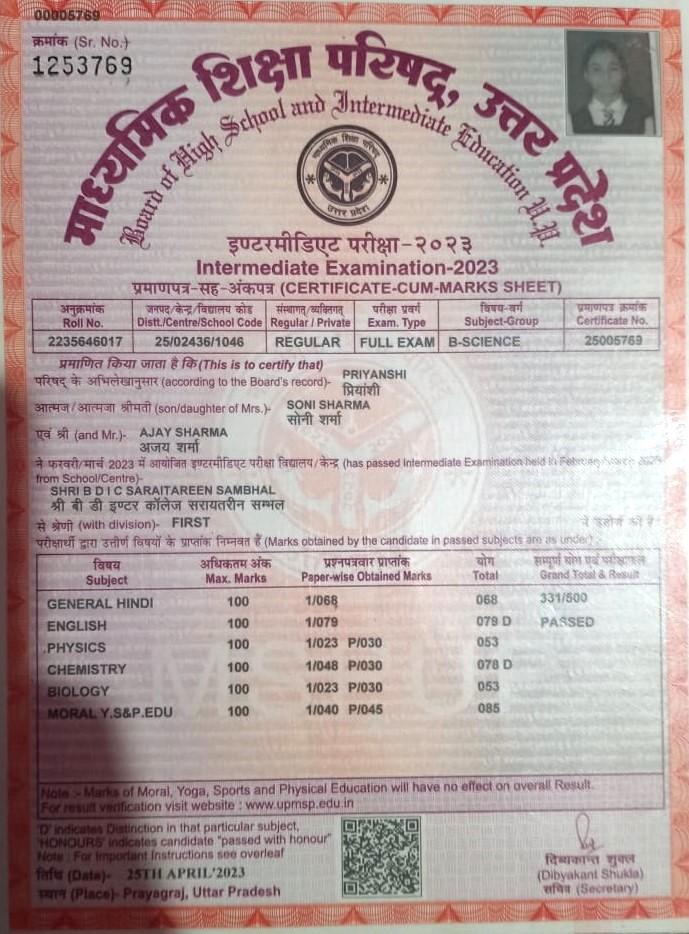 00005769
क्रमांक (Sr. No.)
1253769
माध्यमिक शिक्षा परिषद्, उत्तर प्रदेश
Board of High School and Intermediate Education U.P.
माध्यमिक शिक्षा परिषद्
उत्तर प्रदेश
इण्टरमीडिएट परीक्षा-२०२३
Intermediate Examination-2023
प्रमाणपत्र-सह-अंकपत्र (CERTIFICATE-CUM-MARKS SHEET)
अनुक्रमांक जनपद/केन्द्र/विद्यालय कोड संस्थागत/व्यक्तिगत परीक्षा प्रवर्ग विषय-वर्ग प्रमाणपत्र क्रमांक
Roll No. Distt./Centre/School Code Regular / Private Exam. Type Subject-Group Certificate No.
2235646017 25/02436/1046 REGULAR FULL EXAM B-SCIENCE 25005769
प्रमाणित किया जाता है कि (This is to certify that)
PRIYANSHI
परिषद् के अभिलेखानुसार (according to the Board's record)- प्रियांशी
आत्मज/आत्मजा श्रीमती (son/daughter of Mrs.)- SONI SHARMA
सोनी शर्मा
एवं श्री (and Mr.)- AJAY SHARMA
अजय शर्मा
ने फरवरी/मार्च 2023 में आयोजित इण्टरमीडिएट परीक्षा विद्यालय/केन्द्र (has passed Intermediate Examination held in February/March 2023
from School/Centre)-
SHRI B D I C SARAITAREEN SAMBHAL
श्री बी डी इण्टर कॉलेज सरायतरीन सम्भल
से श्रेणी (with division)- FIRST ने उत्तीर्ण की है
परीक्षार्थी द्वारा उत्तीर्ण विषयों के प्राप्तांक निम्नवत हैं (Marks obtained by the candidate in passed subjects are as under) :-
विषय अधिकतम अंक प्रश्नपत्रवार प्राप्तांक योग सम्पूर्ण योग एवं परीक्षाफल
Subject Max. Marks Paper-wise Obtained Marks Total Grand Total & Result
GENERAL HINDI 100 1/068 068 331/500
ENGLISH 100 1/079 079 D PASSED
PHYSICS 100 1/023 P/030 053
CHEMISTRY 100 1/048 P/030 078 D
BIOLOGY 100 1/023 P/030 053
MORAL Y.S&P.EDU 100 1/040 P/045 085
Note :- Marks of Moral, Yoga, Sports and Physical Education will have no effect on overall Result.
For result verification visit website : www.upmsp.edu.in
'D' indicates Distinction in that particular subject,
'HONOURS' indicates candidate "passed with honour"
Note : For Important Instructions see overleaf
तिथि (Date)- 25TH APRIL'2023
स्थान (Place)- Prayagraj, Uttar Pradesh
दिब्यकान्त शुक्ल
(Dibyakant Shukla)
सचिव (Secretary)